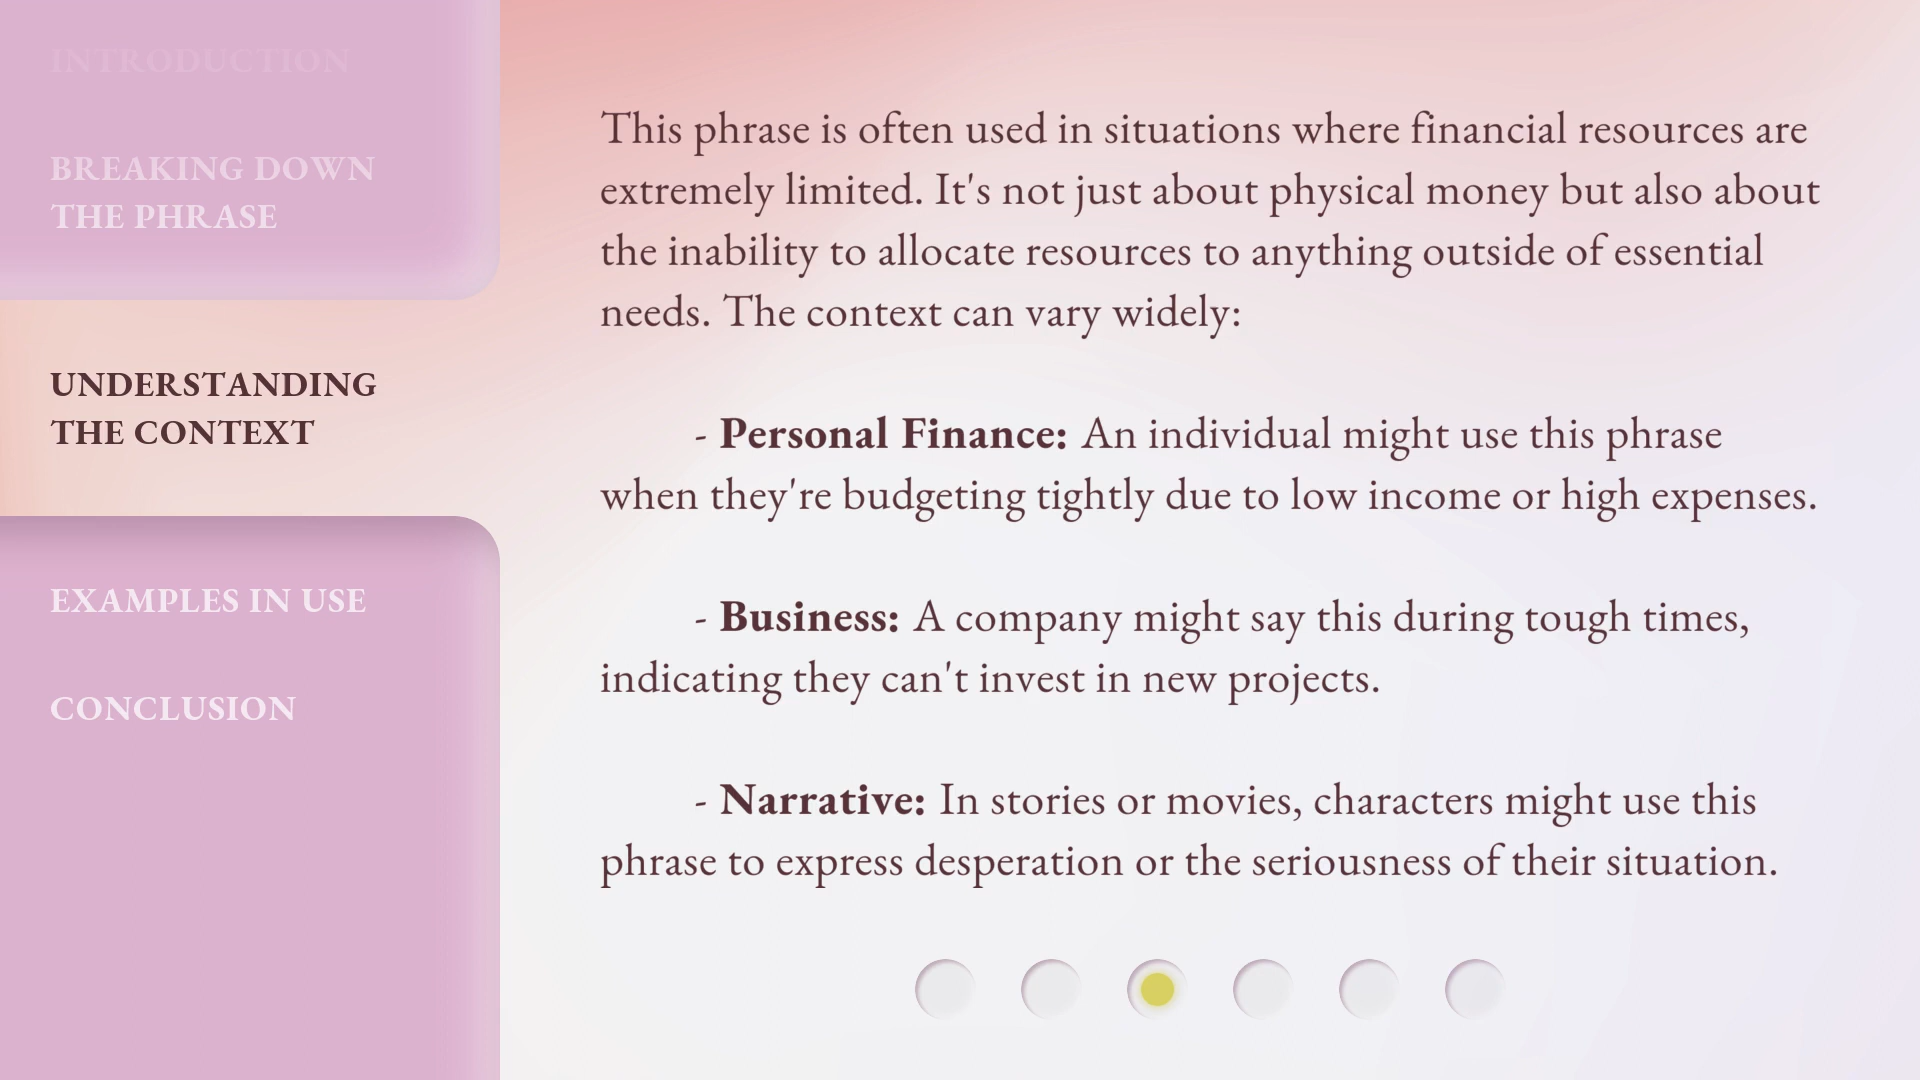 INTRODUCTION
BREAKING DOWN
THE PHRASE
UNDERSTANDING
THE CONTEXT
EXAMPLES IN USE
CONCLUSION
This phrase is often used in situations where financial resources are
extremely limited. It's not just about physical money but also about
the inability to allocate resources to anything outside of essential
needs. The context can vary widely:
- Personal Finance: An individual might use this phrase
when they're budgeting tightly due to low income or high expenses.
- Business: A company might say this during tough times,
indicating they can't invest in new projects.
- Narrative: In stories or movies, characters might use this
phrase to express desperation or the seriousness of their situation.